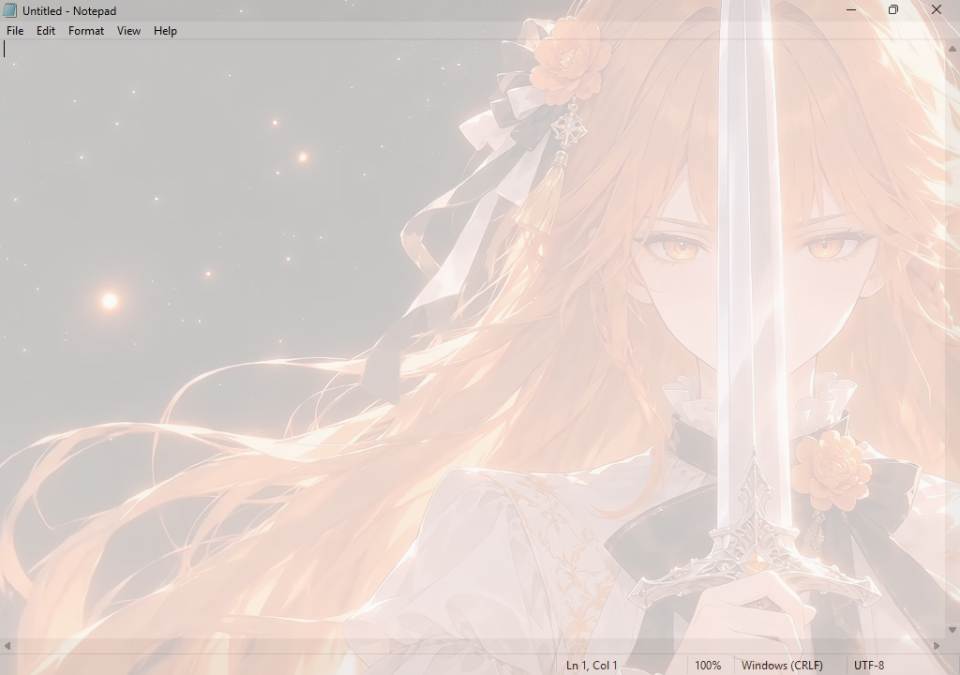 Untitled - Notepad
File Edit Format View Help
Ln 1, Col 1 100% Windows (CRLF) UTF-8